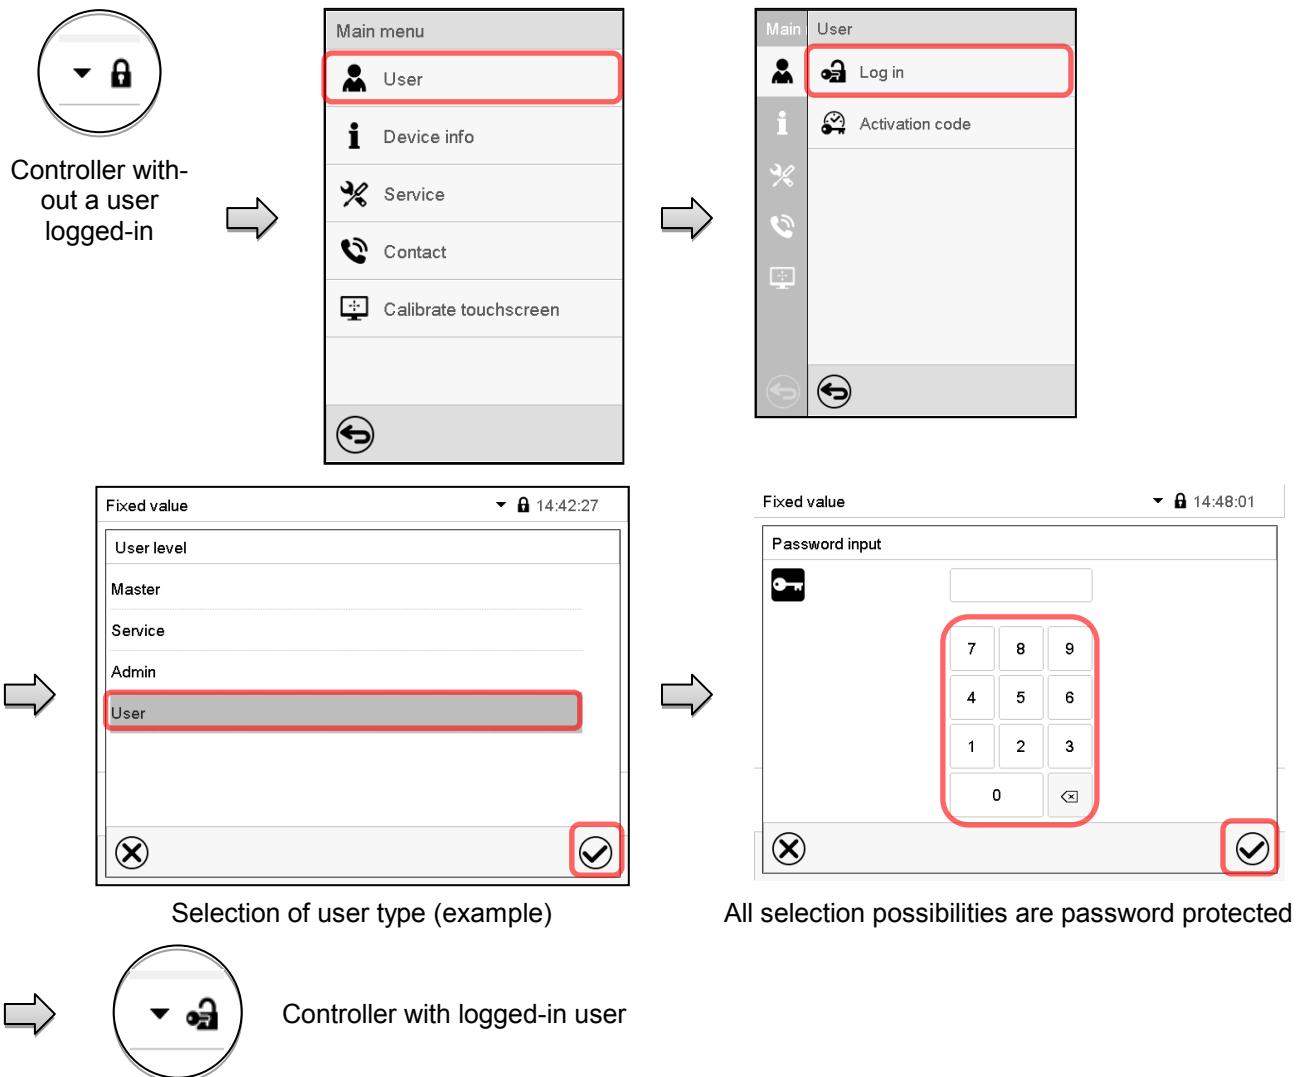 Controller with-
out a user
logged-in
Main menu
User
Device info
Service
Contact
Calibrate touchscreen
Main
User
Log in
Activation code
Fixed value
14:42:27
User level
Master
Service
Admin
User
Selection of user type (example)
Fixed value
14:48:01
Password input
7 8 9
4 5 6
1 2 3
0
All selection possibilities are password protected
Controller with logged-in user